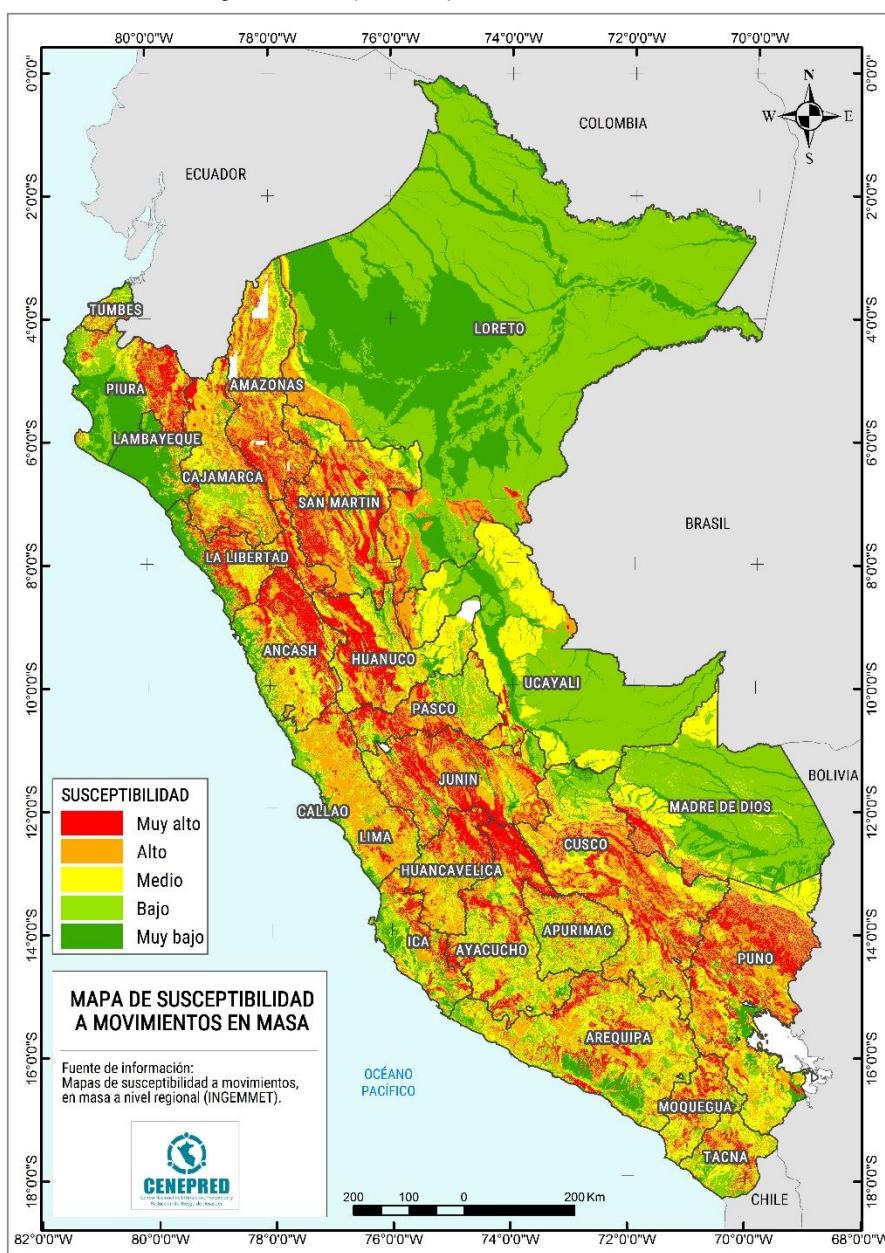 80°0'0"W 78°0'0"W 76°0'0"W 74°0'0"W 72°0'0"W 70°0'0"W
0°0'0"
0°0'0"
N
W E
S
COLOMBIA
ECUADOR
2°0'0"S
2°0'0"S
TUMBES
4°0'0"S
4°0'0"S
LORETO
PIURA
AMAZONAS
LAMBAYEQUE
6°0'0"S
6°0'0"S
CAJAMARCA
SAN MARTIN
BRASIL
LA LIBERTAD
8°0'0"S
8°0'0"S
ANCASH
HUANUCO
UCAYALI
10°0'0"S
10°0'0"S
PASCO
BOLIVIA
JUNIN
MADRE DE DIOS
CALLAO
12°0'0"S
12°0'0"S
LIMA
CUSCO
HUANCAVELICA
ICA
AYACUCHO
APURIMAC
14°0'0"S
14°0'0"S
PUNO
AREQUIPA
16°0'0"S
16°0'0"S
MOQUEGUA
TACNA
18°0'0"S
18°0'0"S
CHILE
OCÉANO
PACÍFICO
SUSCEPTIBILIDAD
Muy alto
Alto
Medio
Bajo
Muy bajo
MAPA DE SUSCEPTIBILIDAD
A MOVIMIENTOS EN MASA
Fuente de información:
Mapas de susceptibilidad a movimientos,
en masa a nivel regional (INGEMMET).
CENEPRED
200 100 0 200 Km
82°0'0"W 80°0'0"W 78°0'0"W 76°0'0"W 74°0'0"W 72°0'0"W 70°0'0"W 68°0'0"W